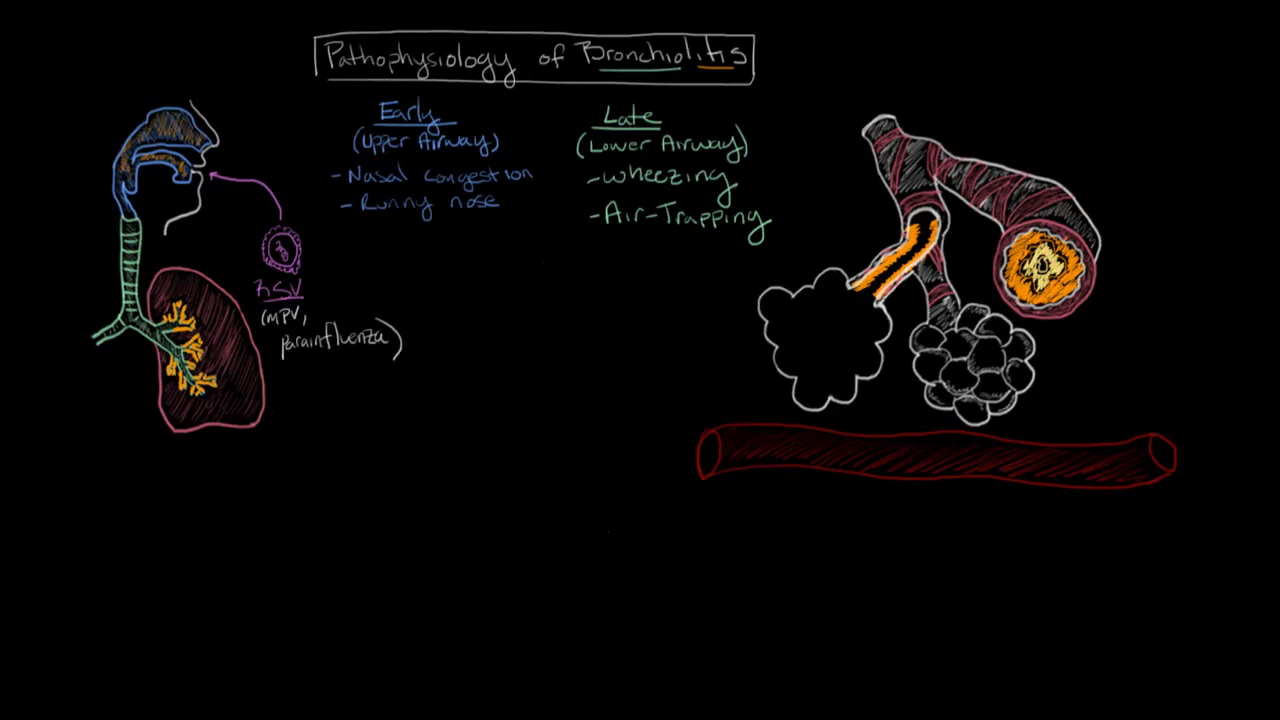 Pathophysiology of Bronchiolitis
Early
(Upper Airway)
- Nasal congestion
- Runny nose
Late
(Lower Airway)
- Wheezing
- Air-Trapping
RSV
(MPV,
parainfluenza)